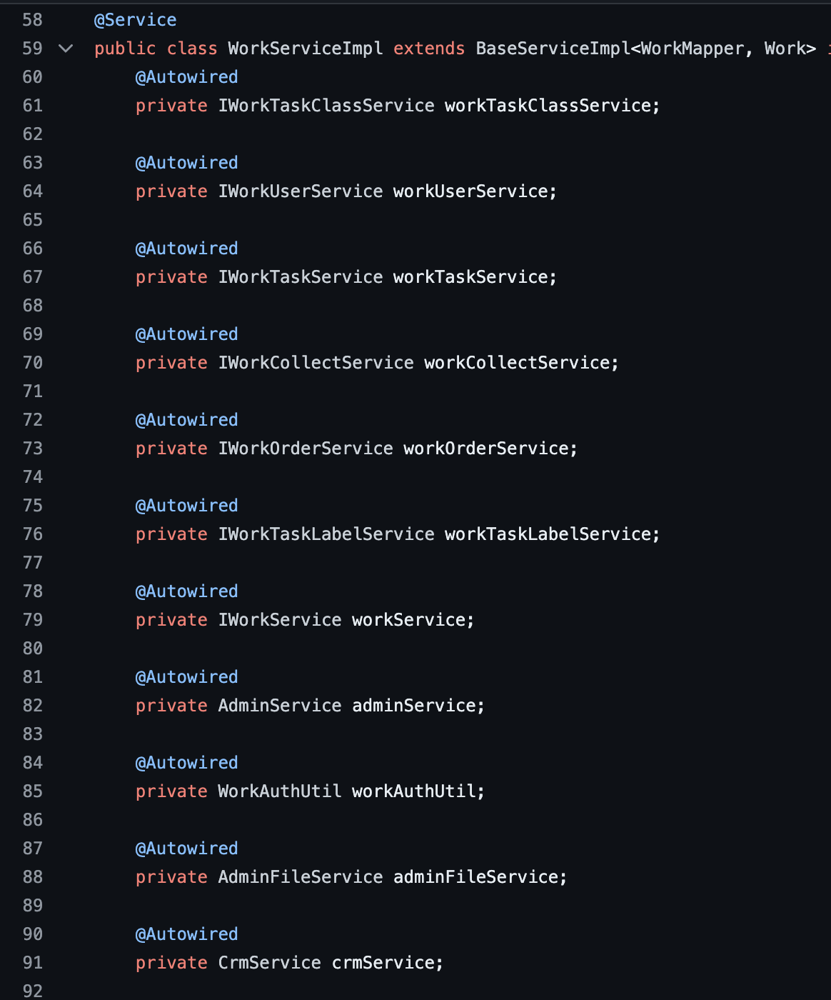 58 @Service
59 public class WorkServiceImpl extends BaseServiceImpl<WorkMapper, Work>
60 @Autowired
61 private IWorkTaskClassService workTaskClassService;
62
63 @Autowired
64 private IWorkUserService workUserService;
65
66 @Autowired
67 private IWorkTaskService workTaskService;
68
69 @Autowired
70 private IWorkCollectService workCollectService;
71
72 @Autowired
73 private IWorkOrderService workOrderService;
74
75 @Autowired
76 private IWorkTaskLabelService workTaskLabelService;
77
78 @Autowired
79 private IWorkService workService;
80
81 @Autowired
82 private AdminService adminService;
83
84 @Autowired
85 private WorkAuthUtil workAuthUtil;
86
87 @Autowired
88 private AdminFileService adminFileService;
89
90 @Autowired
91 private CrmService crmService;
92